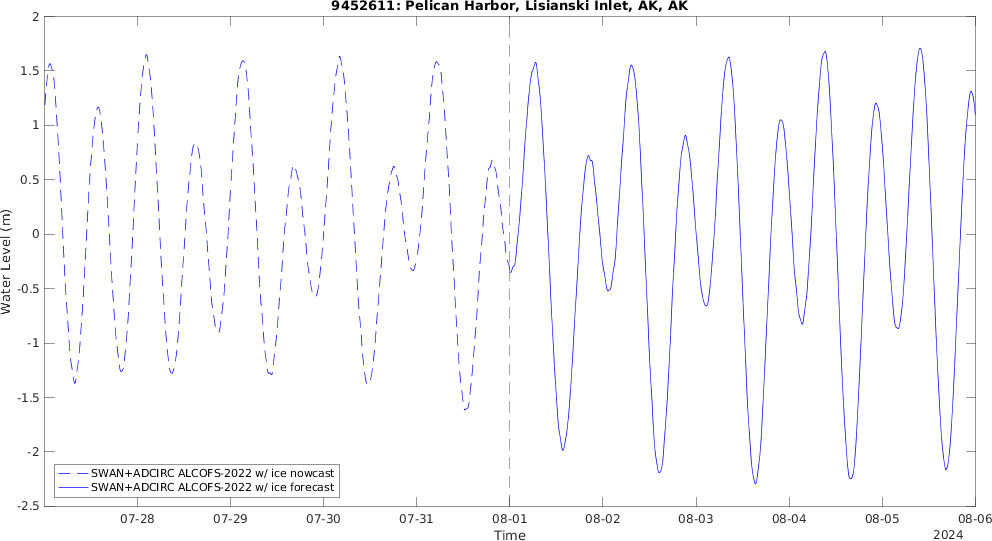 9452611: Pelican Harbor, Lisianski Inlet, AK, AK
2
1.5
1
0.5
0
-0.5
-1
-1.5
-2
-2.5
Water Level (m)
SWAN+ADCIRC ALCOFS-2022 w/ ice nowcast
SWAN+ADCIRC ALCOFS-2022 w/ ice forecast
07-28 07-29 07-30 07-31 08-01 08-02 08-03 08-04 08-05 08-06
Time
2024